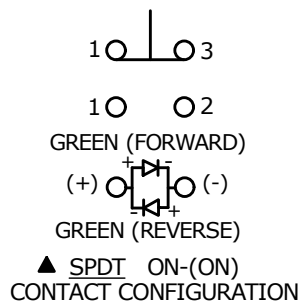 1 3
1 2
GREEN (FORWARD)
+ -
(+) (-)
- +
GREEN (REVERSE)
▲ SPDT ON-(ON)
CONTACT CONFIGURATION